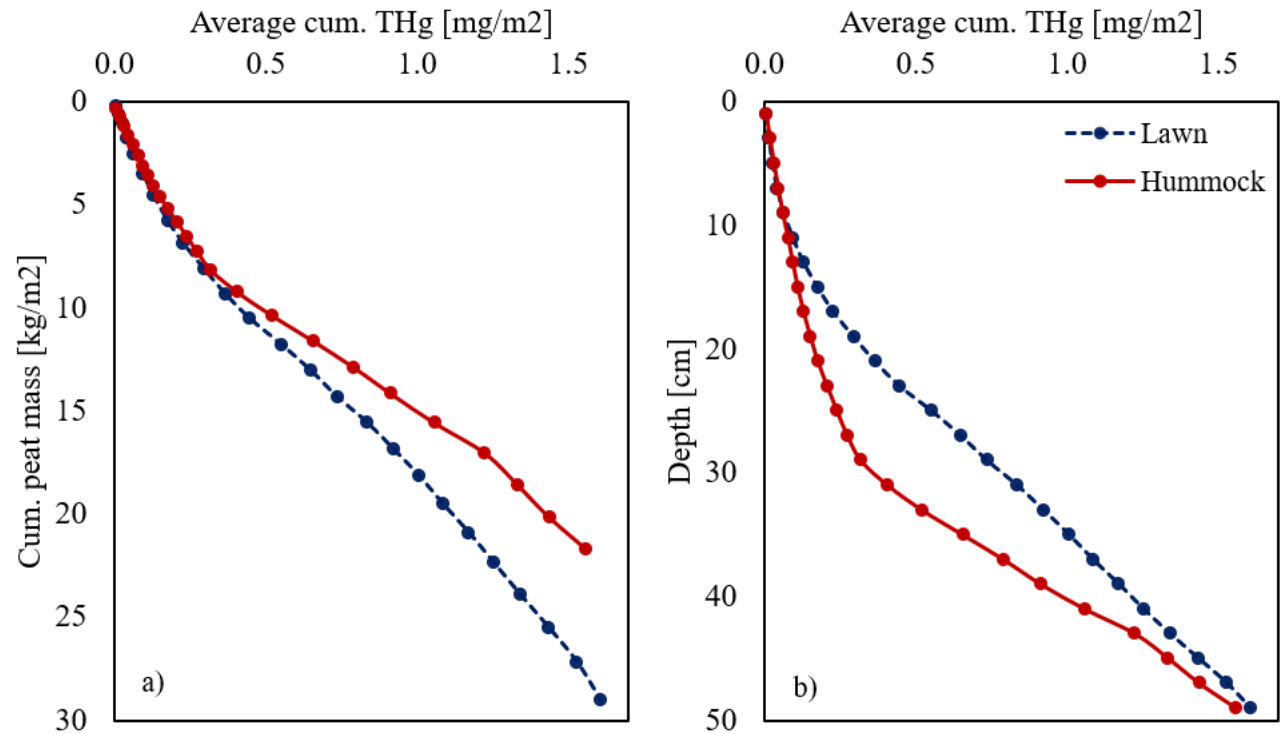 Average cum. THg [mg/m2]
0.0 0.5 1.0 1.5
Cum. peat mass [kg/m2]
0
5
10
15
20
25
30
a)
Average cum. THg [mg/m2]
0.0 0.5 1.0 1.5
Depth [cm]
0
10
20
30
40
50
Lawn
Hummock
b)